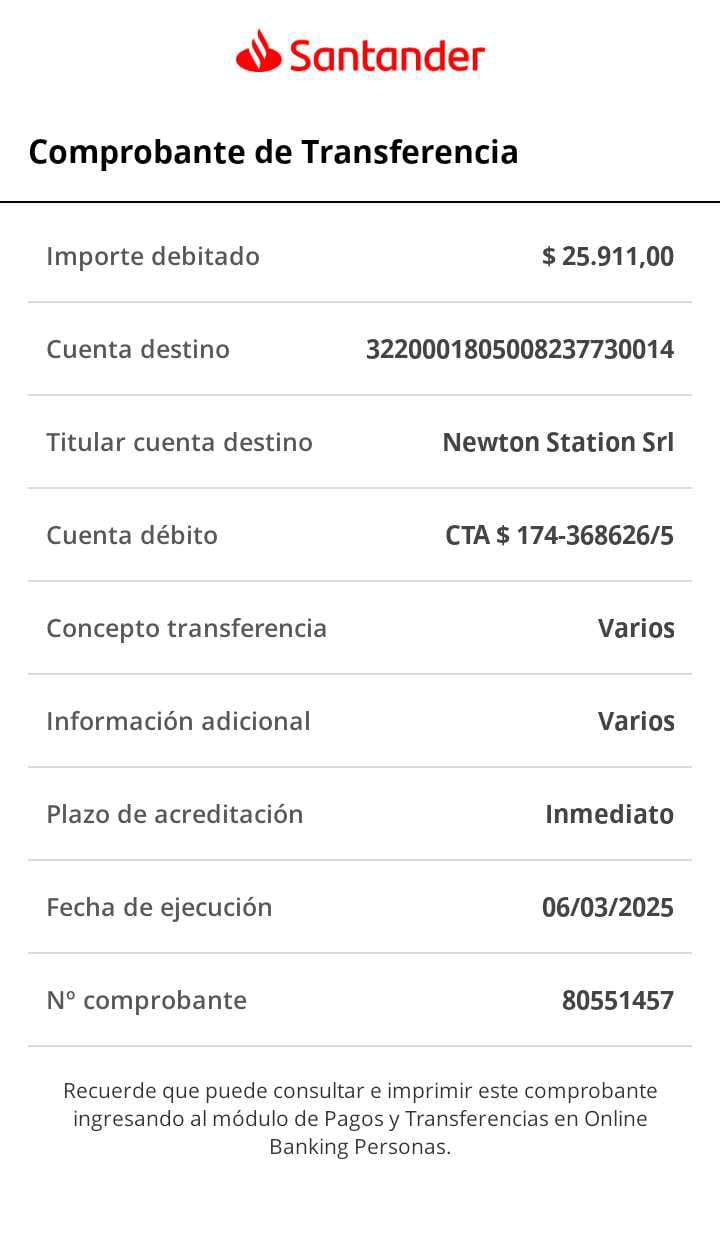 Santander
Comprobante de Transferencia
Importe debitado $ 25.911,00
Cuenta destino 3220001805008237730014
Titular cuenta destino Newton Station Srl
Cuenta débito CTA $ 174-368626/5
Concepto transferencia Varios
Información adicional Varios
Plazo de acreditación Inmediato
Fecha de ejecución 06/03/2025
Nº comprobante 80551457
Recuerde que puede consultar e imprimir este comprobante
ingresando al módulo de Pagos y Transferencias en Online
Banking Personas.